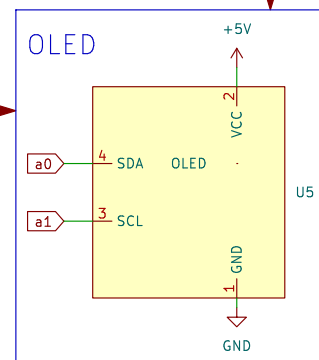 +5V
OLED
2
VCC
a0 4 SDA OLED
U5
a1 3 SCL
GND
1
GND